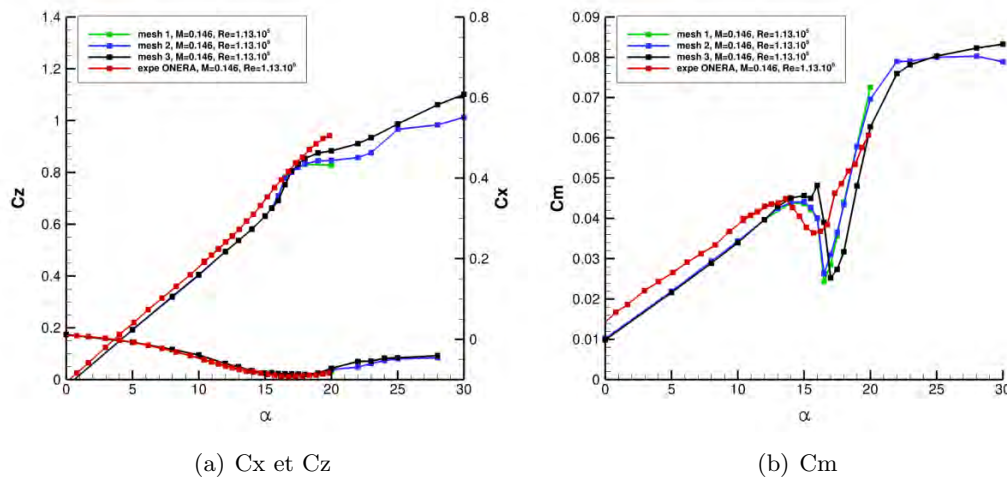 mesh 1, M=0.146, Re=1.13.10⁶
mesh 2, M=0.146, Re=1.13.10⁶
mesh 3, M=0.146, Re=1.13.10⁶
expe ONERA, M=0.146, Re=1.13.10⁶
1.4
1.2
1
0.8
0.6
0.4
0.2
0
Cz
0.8
0.6
0.4
0.2
0
Cx
0 5 10 15 20 25 30
α
(a) Cx et Cz
mesh 1, M=0.146, Re=1.13.10⁶
mesh 2, M=0.146, Re=1.13.10⁶
mesh 3, M=0.146, Re=1.13.10⁶
expe ONERA, M=0.146, Re=1.13.10⁶
0.09
0.08
0.07
0.06
0.05
0.04
0.03
0.02
0.01
0
Cm
0 5 10 15 20 25 30
α
(b) Cm